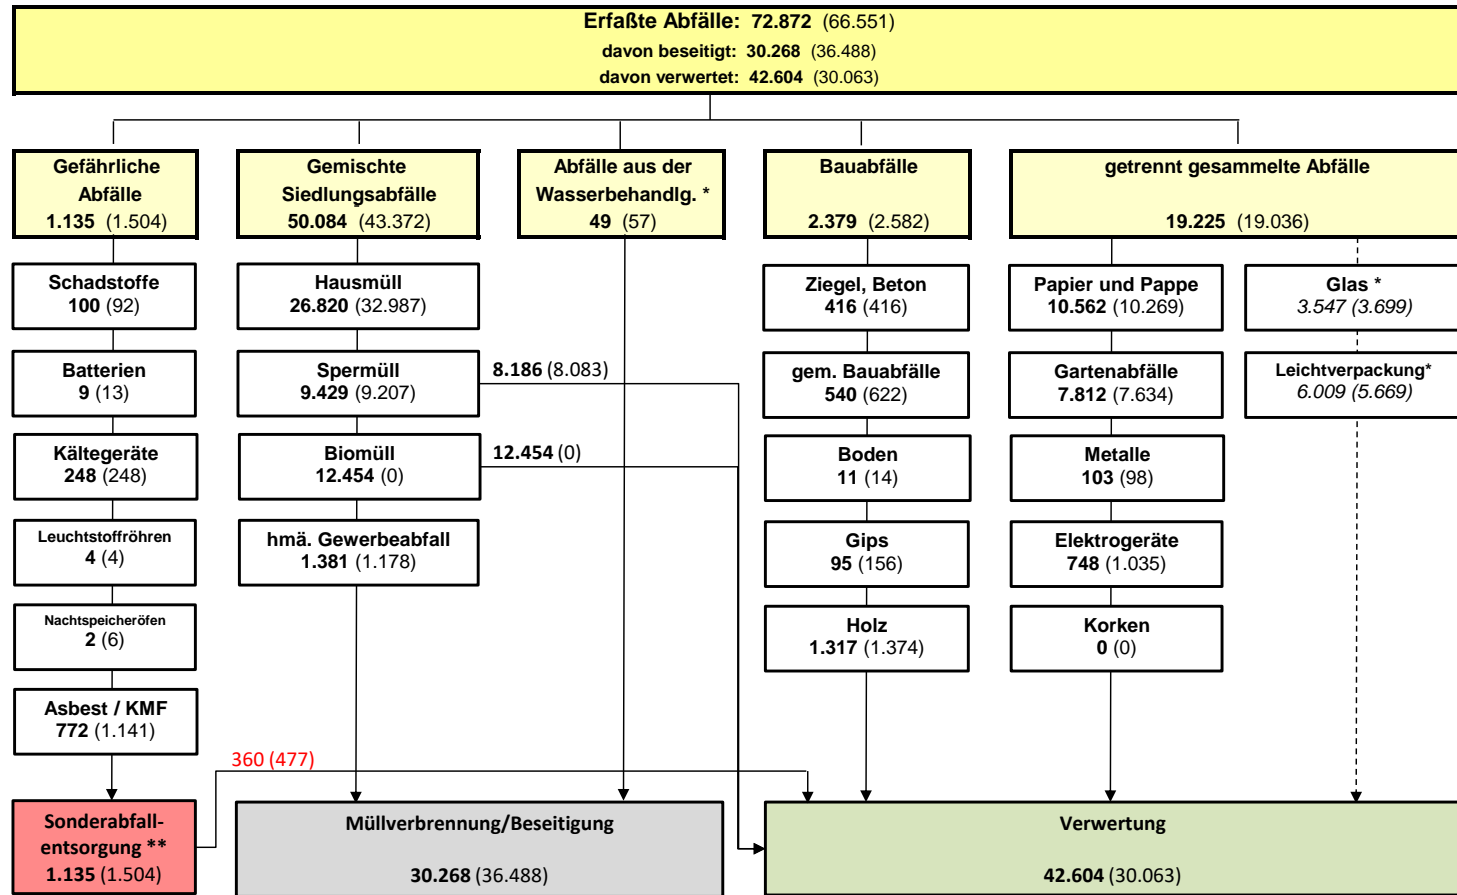 Erfaßte Abfälle: 72.872 (66.551)
davon beseitigt: 30.268 (36.488)
davon verwertet: 42.604 (30.063)
Gefährliche
Abfälle
1.135 (1.504)
Gemischte
Siedlungsabfälle
50.084 (43.372)
Abfälle aus der
Wasserbehandlg. *
49 (57)
Bauabfälle
2.379 (2.582)
getrennt gesammelte Abfälle
19.225 (19.036)
Schadstoffe
100 (92)
Hausmüll
26.820 (32.987)
Ziegel, Beton
416 (416)
Papier und Pappe
10.562 (10.269)
Glas *
3.547 (3.699)
Batterien
9 (13)
Spermüll
9.429 (9.207)
8.186 (8.083)
gem. Bauabfälle
540 (622)
Gartenabfälle
7.812 (7.634)
Leichtverpackung*
6.009 (5.669)
Kältegeräte
248 (248)
Biomüll
12.454 (0)
12.454 (0)
Boden
11 (14)
Metalle
103 (98)
Leuchtstoffröhren
4 (4)
hmä. Gewerbeabfall
1.381 (1.178)
Gips
95 (156)
Elektrogeräte
748 (1.035)
Nachtspeicheröfen
2 (6)
Holz
1.317 (1.374)
Korken
0 (0)
Asbest / KMF
772 (1.141)
360 (477)
Sonderabfall-
entsorgung **
1.135 (1.504)
Müllverbrennung/Beseitigung
30.268 (36.488)
Verwertung
42.604 (30.063)